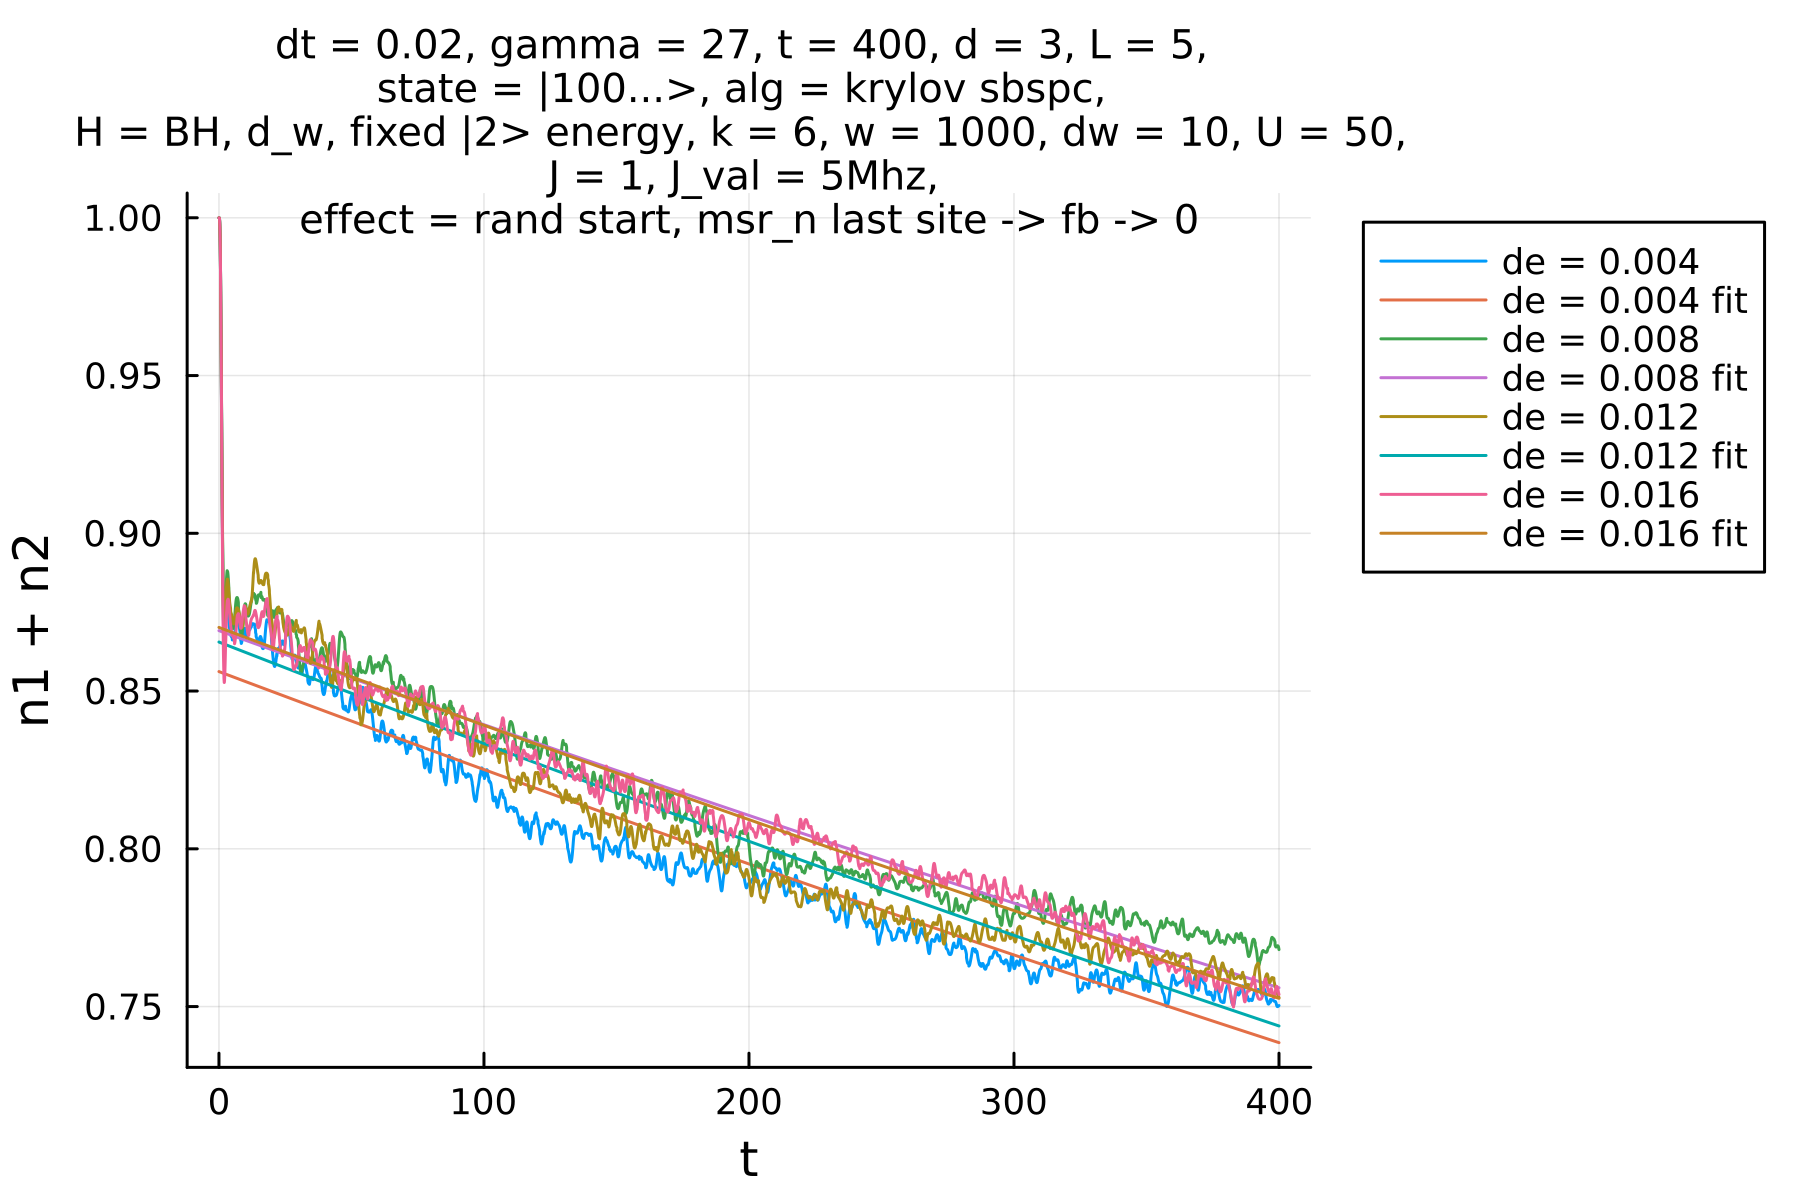 dt = 0.02, gamma = 27, t = 400, d = 3, L = 5,
state = |100...>, alg = krylov sbspc,
H = BH, d_w, fixed |2> energy, k = 6, w = 1000, dw = 10, U = 50,
J = 1, J_val = 5Mhz,
effect = rand start, msr_n last site -> fb -> 0
1.00
0.95
0.90
0.85
0.80
0.75
n1 + n2
0
100
200
300
400
t
de = 0.004
de = 0.004 fit
de = 0.008
de = 0.008 fit
de = 0.012
de = 0.012 fit
de = 0.016
de = 0.016 fit